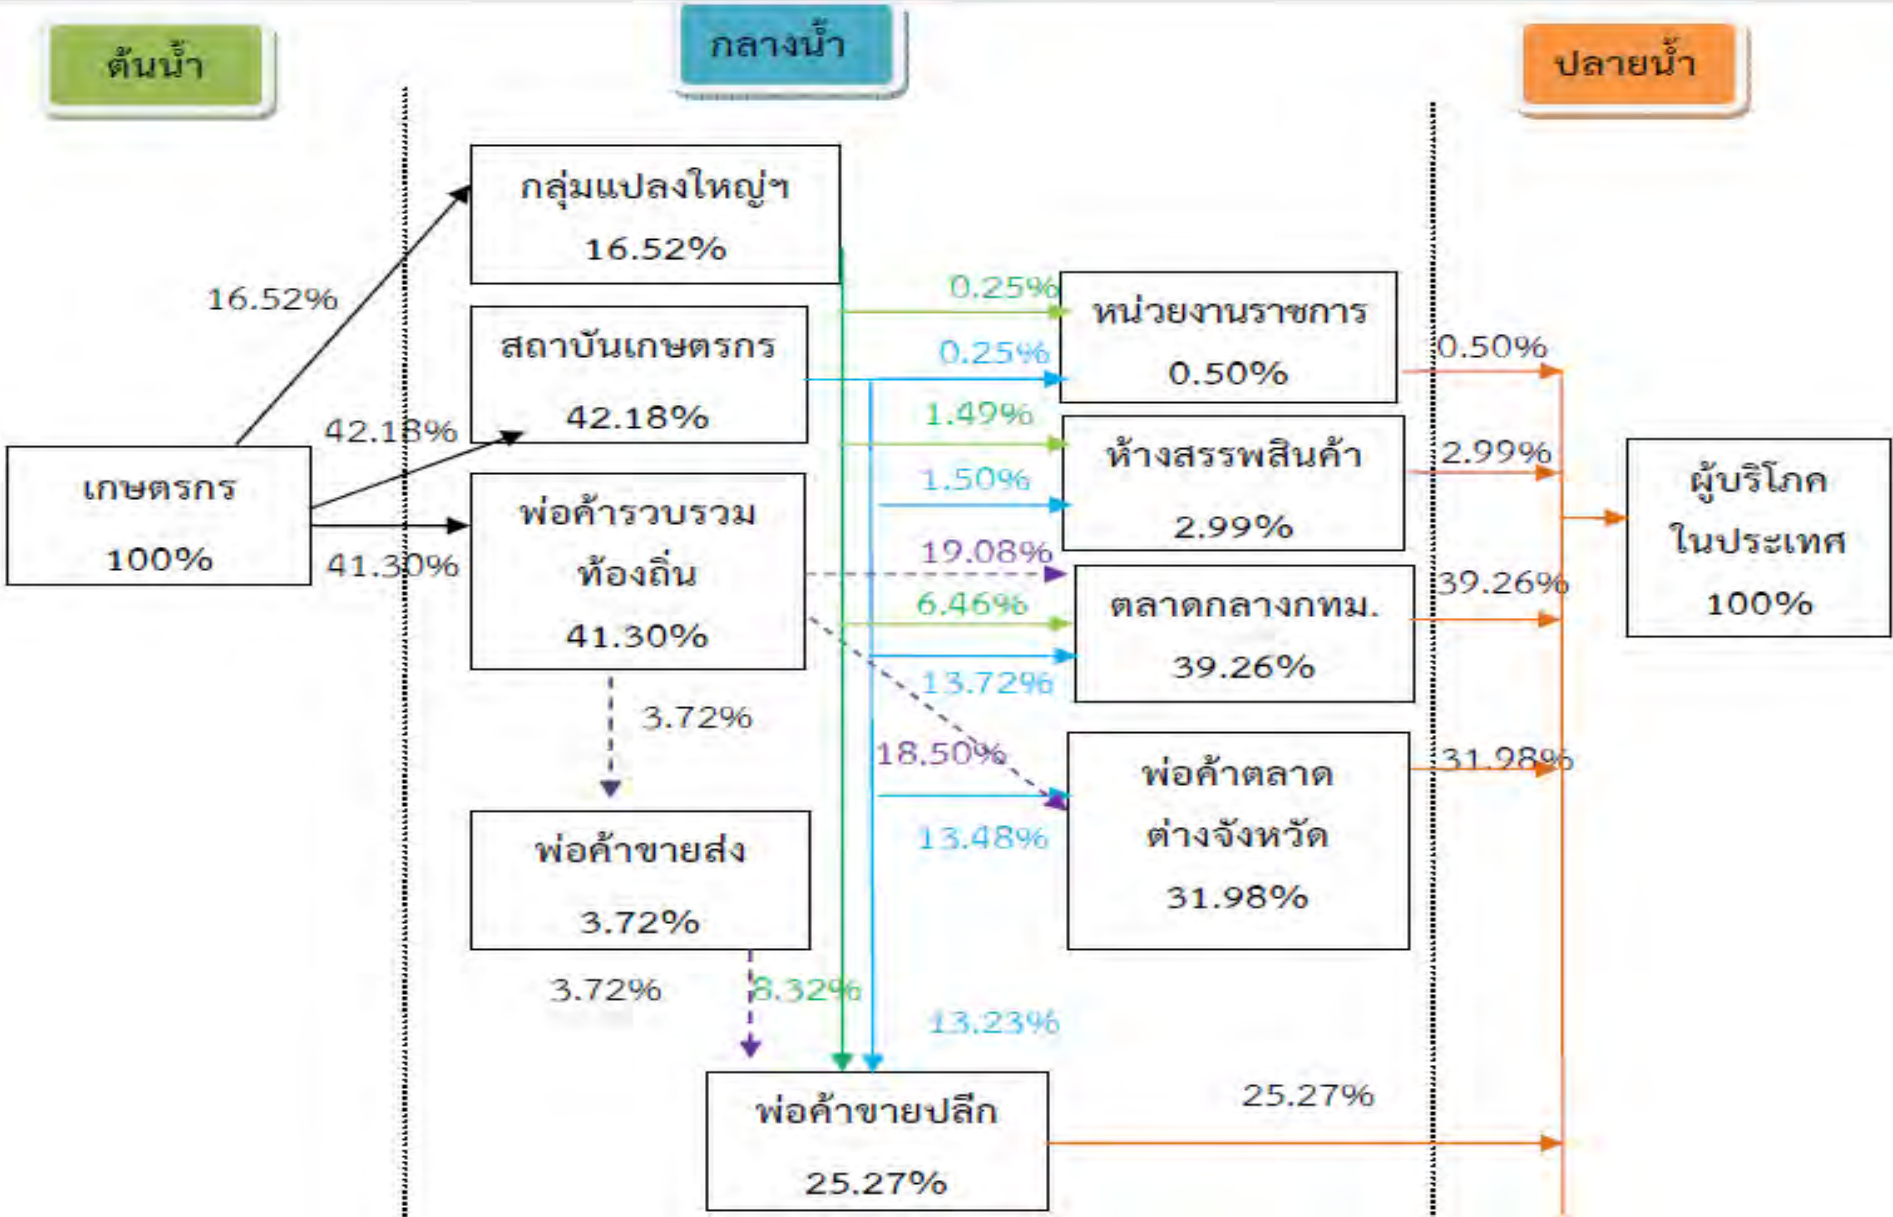 ต้นน้ำ
กลางน้ำ
ปลายน้ำ
กลุ่มแปลงใหญ่ฯ
16.52%
16.52%
สถาบันเกษตรกร
42.18%
42.18%
เกษตรกร
100%
41.30%
พ่อค้ารวบรวม
ท้องถิ่น
41.30%
3.72%
พ่อค้าขายส่ง
3.72%
3.72%
8.32%
13.23%
0.25%
0.25%
หน่วยงานราชการ
0.50%
1.49%
1.50%
ห้างสรรพสินค้า
2.99%
19.08%
6.46%
13.72%
ตลาดกลางกทม.
39.26%
18.50%
13.48%
พ่อค้าตลาด
ต่างจังหวัด
31.98%
พ่อค้าขายปลีก
25.27%
25.27%
0.50%
2.99%
39.26%
31.98%
ผู้บริโภค
ในประเทศ
100%